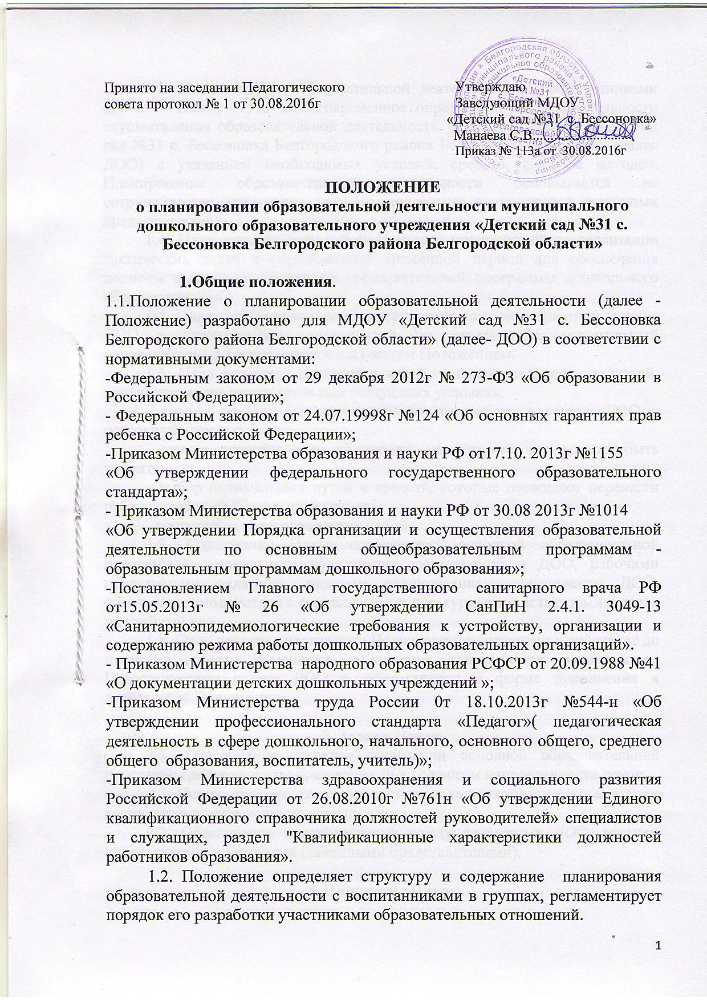 Принято на заседании Педагогического
совета протокол № 1 от 30.08.2016г
Утверждаю
Заведующий МДОУ
«Детский сад №31 с. Бессоновка»
Манаева С.В.
Приказ № 113а от 30.08.2016г
ПОЛОЖЕНИЕ
о планировании образовательной деятельности муниципального
дошкольного образовательного учреждения «Детский сад №31 с.
Бессоновка Белгородского района Белгородской области»
1.Общие положения.
1.1.Положение о планировании образовательной деятельности (далее -
Положение) разработано для МДОУ «Детский сад №31 с. Бессоновка
Белгородского района Белгородской области» (далее- ДОО) в соответствии с
нормативными документами:
-Федеральным законом от 29 декабря 2012г № 273-ФЗ «Об образовании в
Российской Федерации»;
- Федеральным законом от 24.07.19998г №124 «Об основных гарантиях прав
ребенка с Российской Федерации»;
-Приказом Министерства образования и науки РФ от17.10. 2013г №1155
«Об утверждении федерального государственного образовательного
стандарта»;
- Приказом Министерства образования и науки РФ от 30.08 2013г №1014
«Об утверждении Порядка организации и осуществления образовательной
деятельности по основным общеобразовательным программам -
образовательным программам дошкольного образования»;
-Постановлением Главного государственного санитарного врача РФ
от15.05.2013г № 26 «Об утверждении СанПиН 2.4.1. 3049-13
«Санитарноэпидемиологические требования к устройству, организации и
содержанию режима работы дошкольных образовательных организаций».
- Приказом Министерства народного образования РСФСР от 20.09.1988 №41
«О документации детских дошкольных учреждений »;
-Приказом Министерства труда России 0т 18.10.2013г №544-н «Об
утверждении профессионального стандарта «Педагог»( педагогическая
деятельность в сфере дошкольного, начального, основного общего, среднего
общего образования, воспитатель, учитель)»;
-Приказом Министерства здравоохранения и социального развития
Российской Федерации от 26.08.2010г №761н «Об утверждении Единого
квалификационного справочника должностей руководителей» специалистов
и служащих, раздел "Квалификационные характеристики должностей
работников образования».
1.2. Положение определяет структуру и содержание планирования
образовательной деятельности с воспитанниками в группах, регламентирует
порядок его разработки участниками образовательных отношений.
1